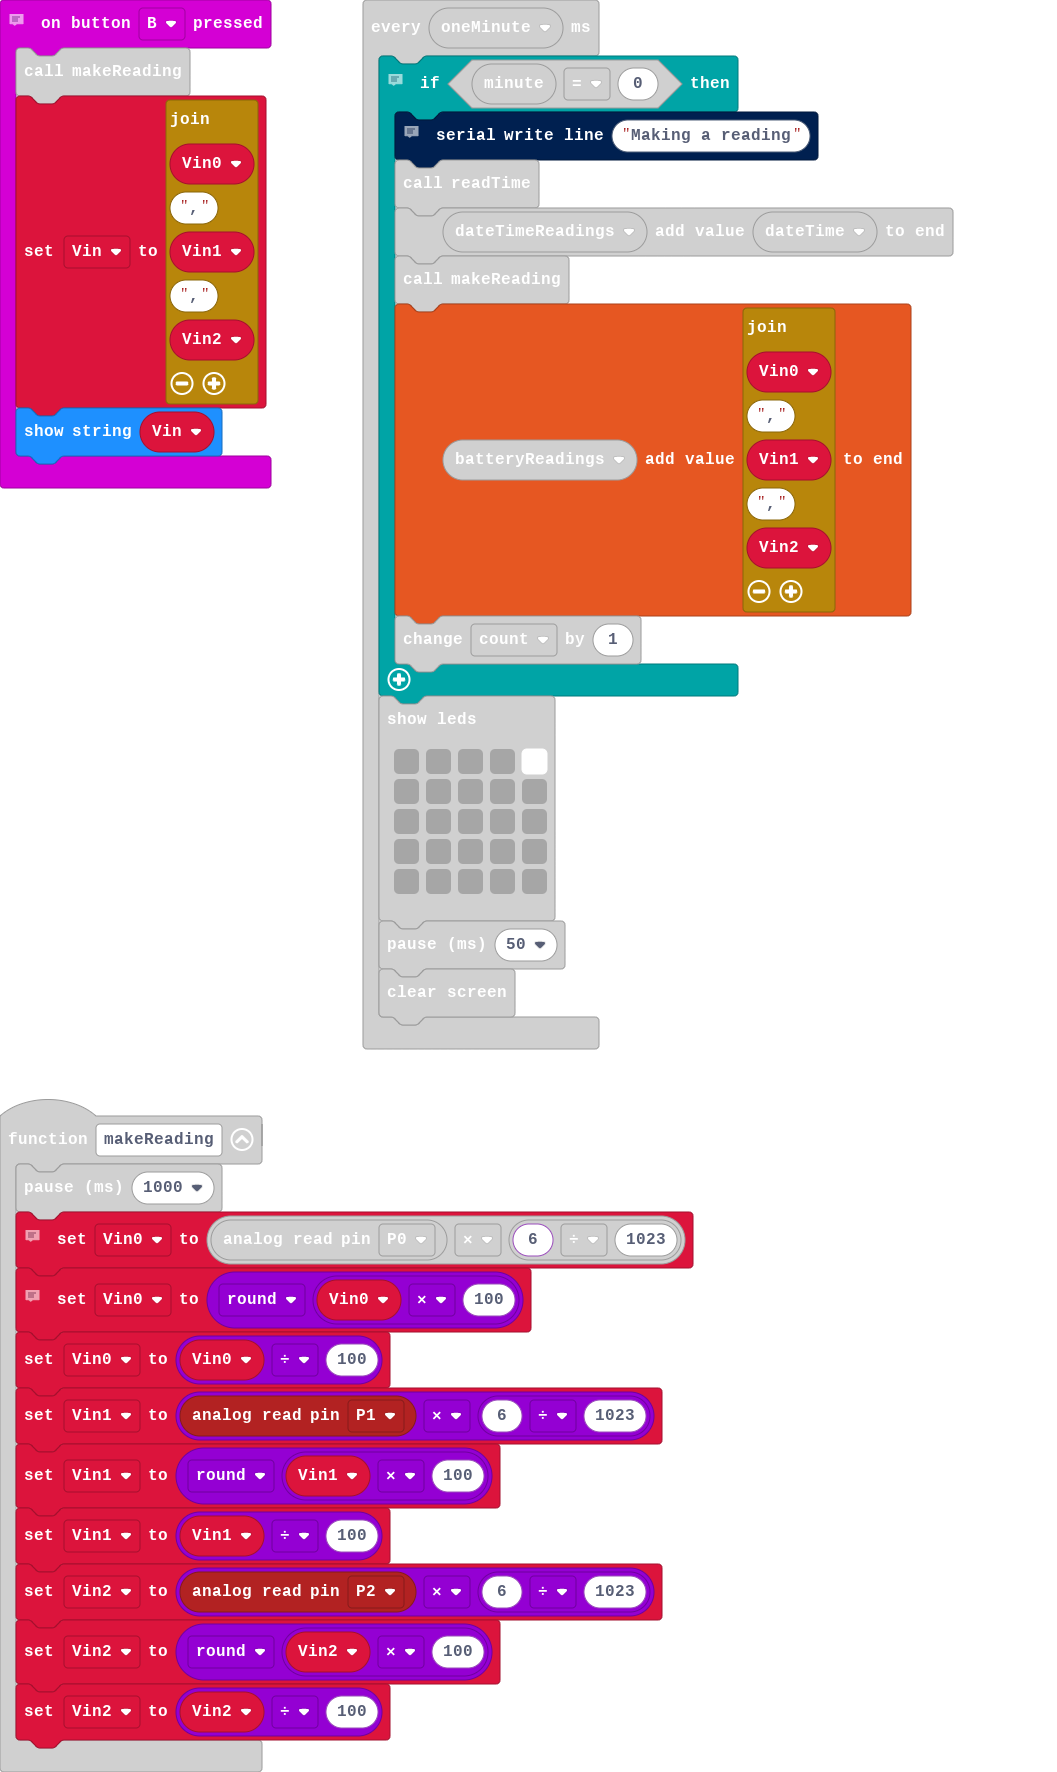 on button B pressed
call makeReading
set Vin to join Vin0 "," Vin1 "," Vin2
show string Vin
every oneMinute ms
if minute = 0 then
serial write line "Making a reading"
call readTime
dateTimeReadings add value dateTime to end
call makeReading
batteryReadings add value join Vin0 "," Vin1 "," Vin2 to end
change count by 1
show leds
pause (ms) 50
clear screen
function makeReading
pause (ms) 1000
set Vin0 to analog read pin P0 × 6 ÷ 1023
set Vin0 to round Vin0 × 100
set Vin0 to Vin0 ÷ 100
set Vin1 to analog read pin P1 × 6 ÷ 1023
set Vin1 to round Vin1 × 100
set Vin1 to Vin1 ÷ 100
set Vin2 to analog read pin P2 × 6 ÷ 1023
set Vin2 to round Vin2 × 100
set Vin2 to Vin2 ÷ 100